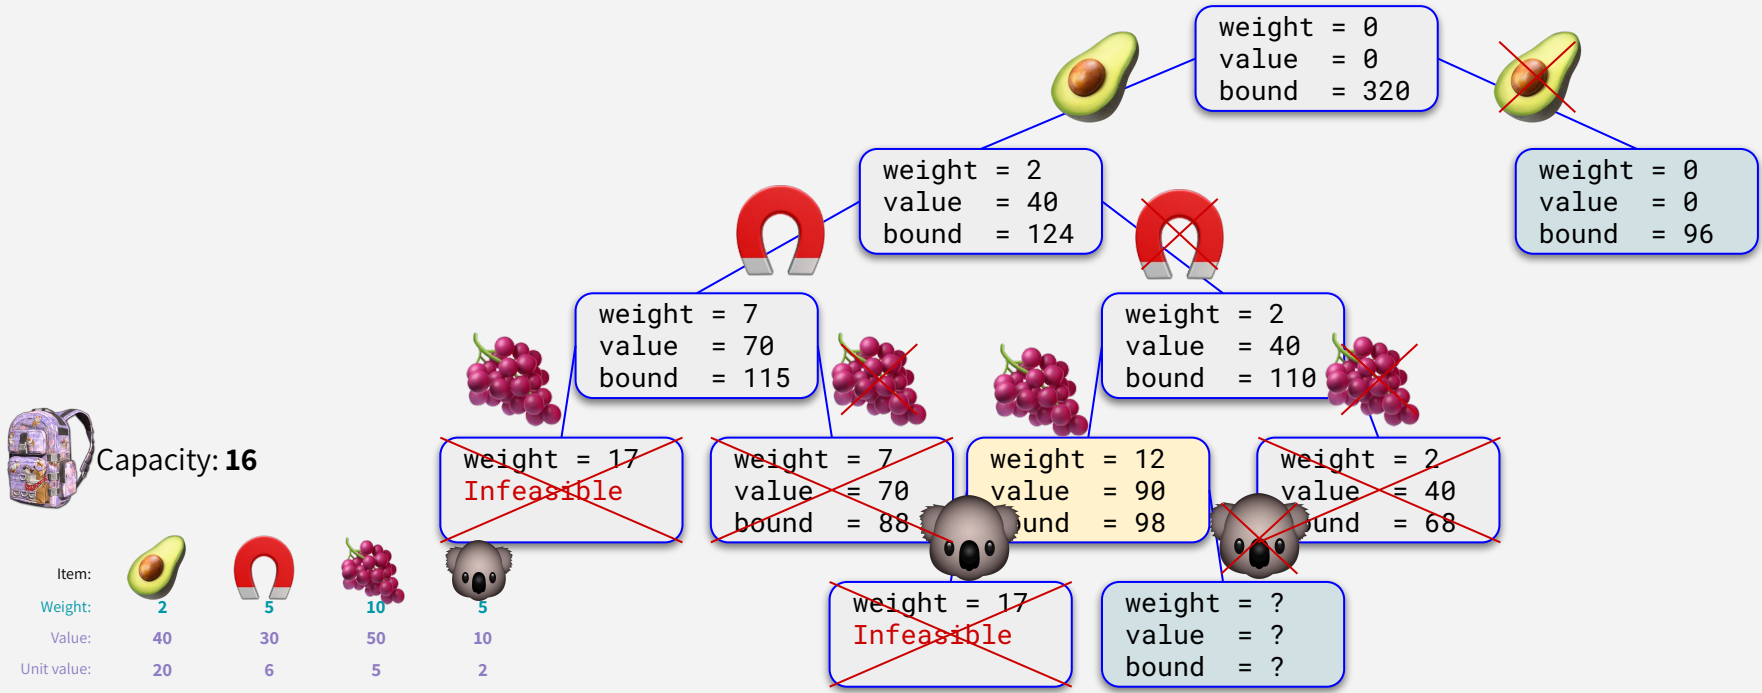 weight = 0
value = 0
bound = 320
weight = 2
value = 40
bound = 124
weight = 0
value = 0
bound = 96
weight = 7
value = 70
bound = 115
weight = 2
value = 40
bound = 110
Capacity: 16
weight = 17
Infeasible
weight = 7
value = 70
bound = 88
weight = 12
value = 90
bound = 98
weight = 2
value = 40
bound = 68
weight = 17
Infeasible
weight = ?
value = ?
bound = ?
Item:
Weight: 2 5 10 5
Value: 40 30 50 10
Unit value: 20 6 5 2